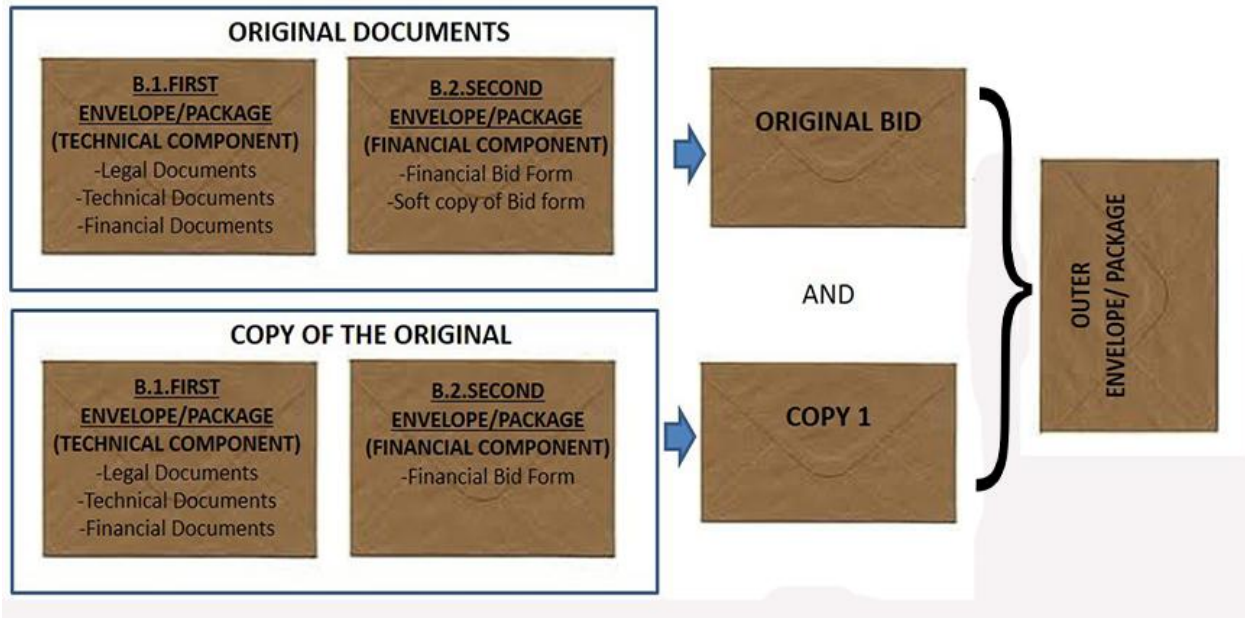 ORIGINAL DOCUMENTS
B.1.FIRST
ENVELOPE/PACKAGE
(TECHNICAL COMPONENT)
-Legal Documents
-Technical Documents
-Financial Documents
B.2.SECOND
ENVELOPE/PACKAGE
(FINANCIAL COMPONENT)
-Financial Bid Form
-Soft copy of Bid form
ORIGINAL BID
AND
COPY OF THE ORIGINAL
B.1.FIRST
ENVELOPE/PACKAGE
(TECHNICAL COMPONENT)
-Legal Documents
-Technical Documents
-Financial Documents
B.2.SECOND
ENVELOPE/PACKAGE
(FINANCIAL COMPONENT)
-Financial Bid Form
COPY 1
OUTER
ENVELOPE/ PACKAGE